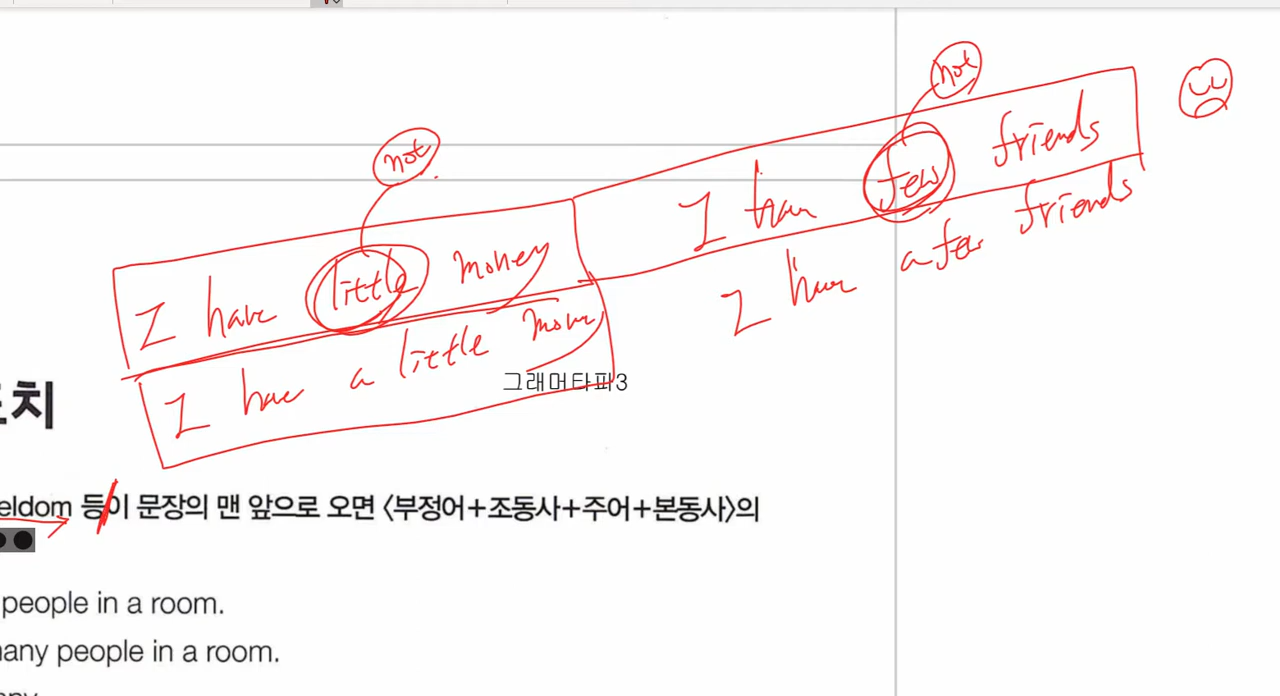 not
not
I have few friends
I have little money
I have a few friends
I have a little money
그래머타피3
도치
eldom 등이 문장의 맨 앞으로 오면 〈부정어+조동사+주어+본동사〉의
people in a room.
many people in a room.